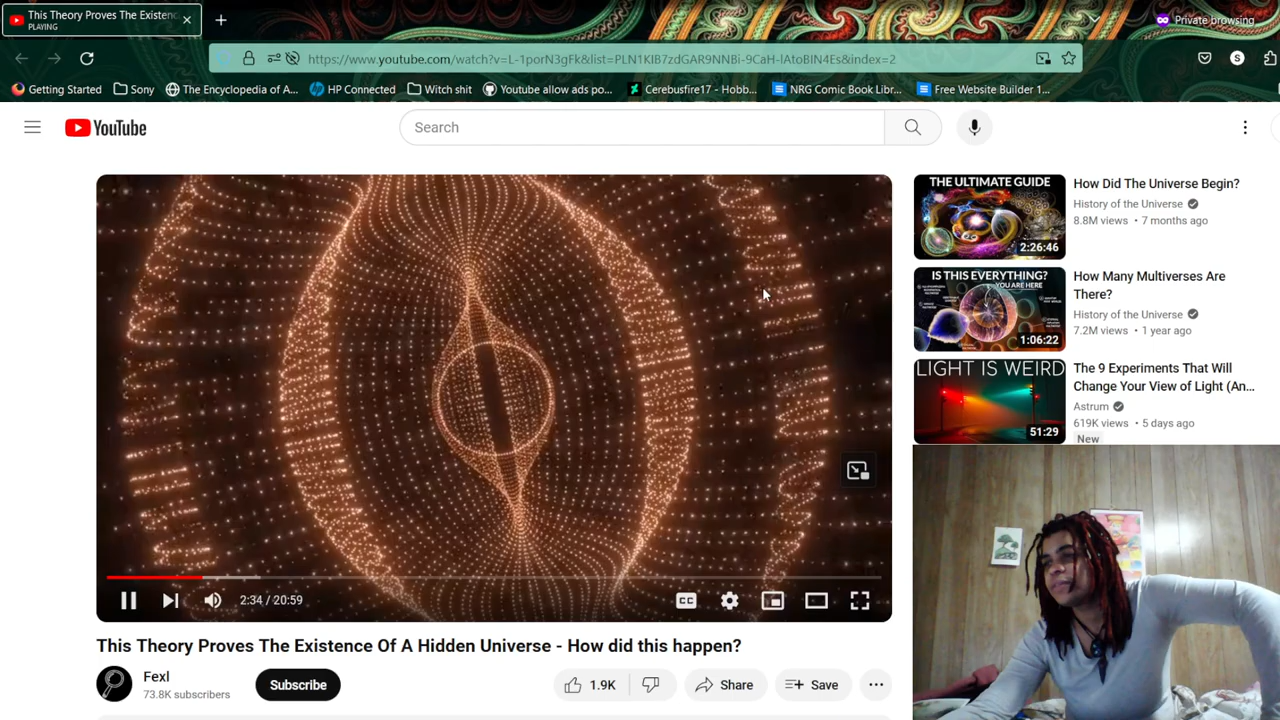 This Theory Proves The Existenc
PLAYING
Private browsing
https://www.youtube.com/watch?v=L-1porN3gFk&list=PLN1KIB7zdGAR9NNBi-9CaH-IAtoBIN4Es&index=2
S
Getting Started
Sony
The Encyclopedia of A...
HP Connected
Witch shit
Youtube allow ads po...
Cerebusfire17 - Hobb...
NRG Comic Book Libr...
Free Website Builder 1...
YouTube
Search
THE ULTIMATE GUIDE
2:26:46
How Did The Universe Begin?
History of the Universe
8.8M views • 7 months ago
IS THIS EVERYTHING?
YOU ARE HERE
1:06:22
How Many Multiverses Are
There?
History of the Universe
7.2M views • 1 year ago
LIGHT IS WEIRD
51:29
The 9 Experiments That Will
Change Your View of Light (An...
Astrum
619K views • 5 days ago
New
2:34 / 20:59
CC
This Theory Proves The Existence Of A Hidden Universe - How did this happen?
Fexl
73.8K subscribers
Subscribe
1.9K
Share
Save